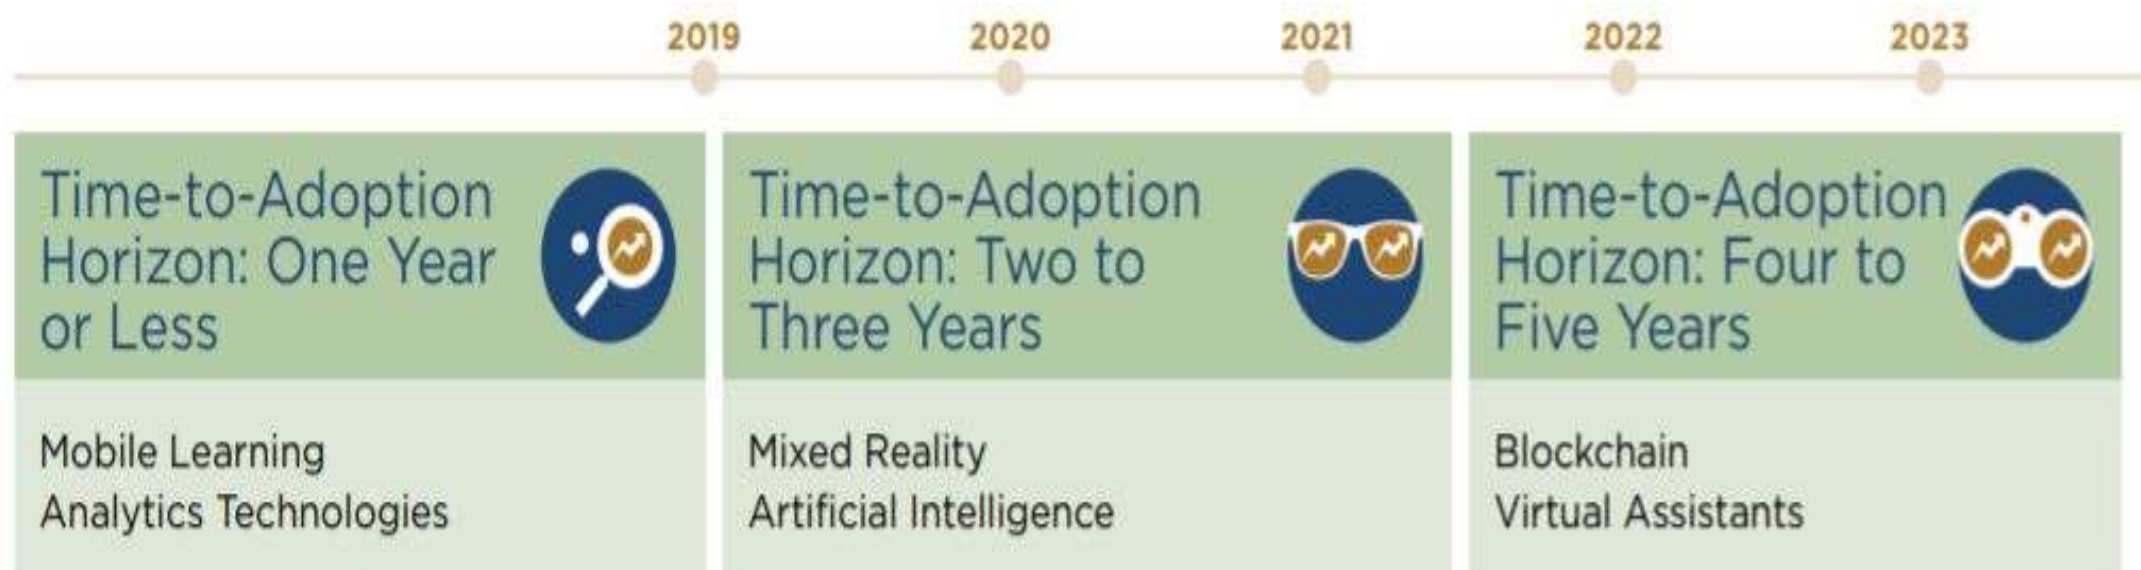 2019 2020 2021 2022 2023
Time-to-Adoption
Horizon: One Year
or Less
Mobile Learning
Analytics Technologies
Time-to-Adoption
Horizon: Two to
Three Years
Mixed Reality
Artificial Intelligence
Time-to-Adoption
Horizon: Four to
Five Years
Blockchain
Virtual Assistants